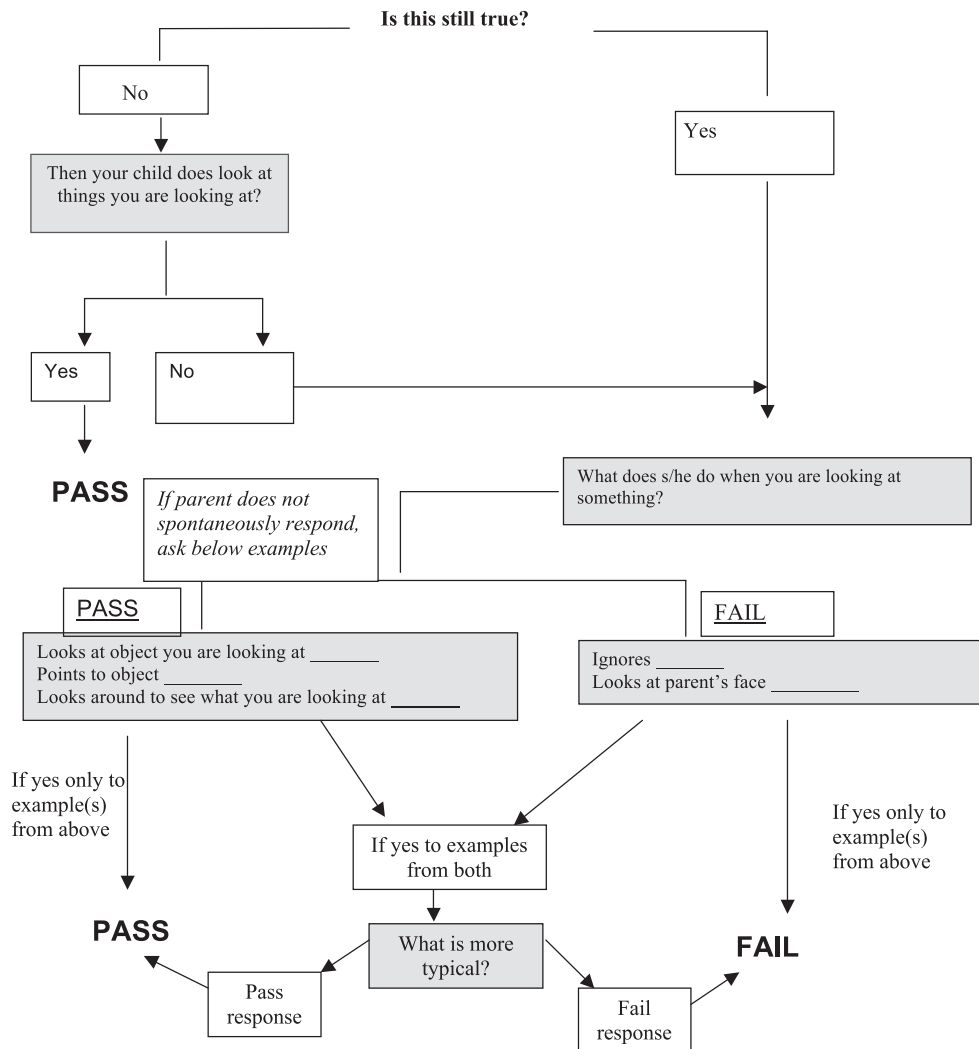 Is this still true?
No
Yes
Then your child does look at
things you are looking at?
Yes
No
PASS
What does s/he do when you are looking at
something?
If parent does not
spontaneously respond,
ask below examples
PASS
FAIL
Looks at object you are looking at _______
Points to object ________
Looks around to see what you are looking at _______
Ignores _______
Looks at parent's face _________
If yes only to
example(s)
from above
If yes to examples
from both
If yes only to
example(s)
from above
PASS
What is more
typical?
FAIL
Pass
response
Fail
response